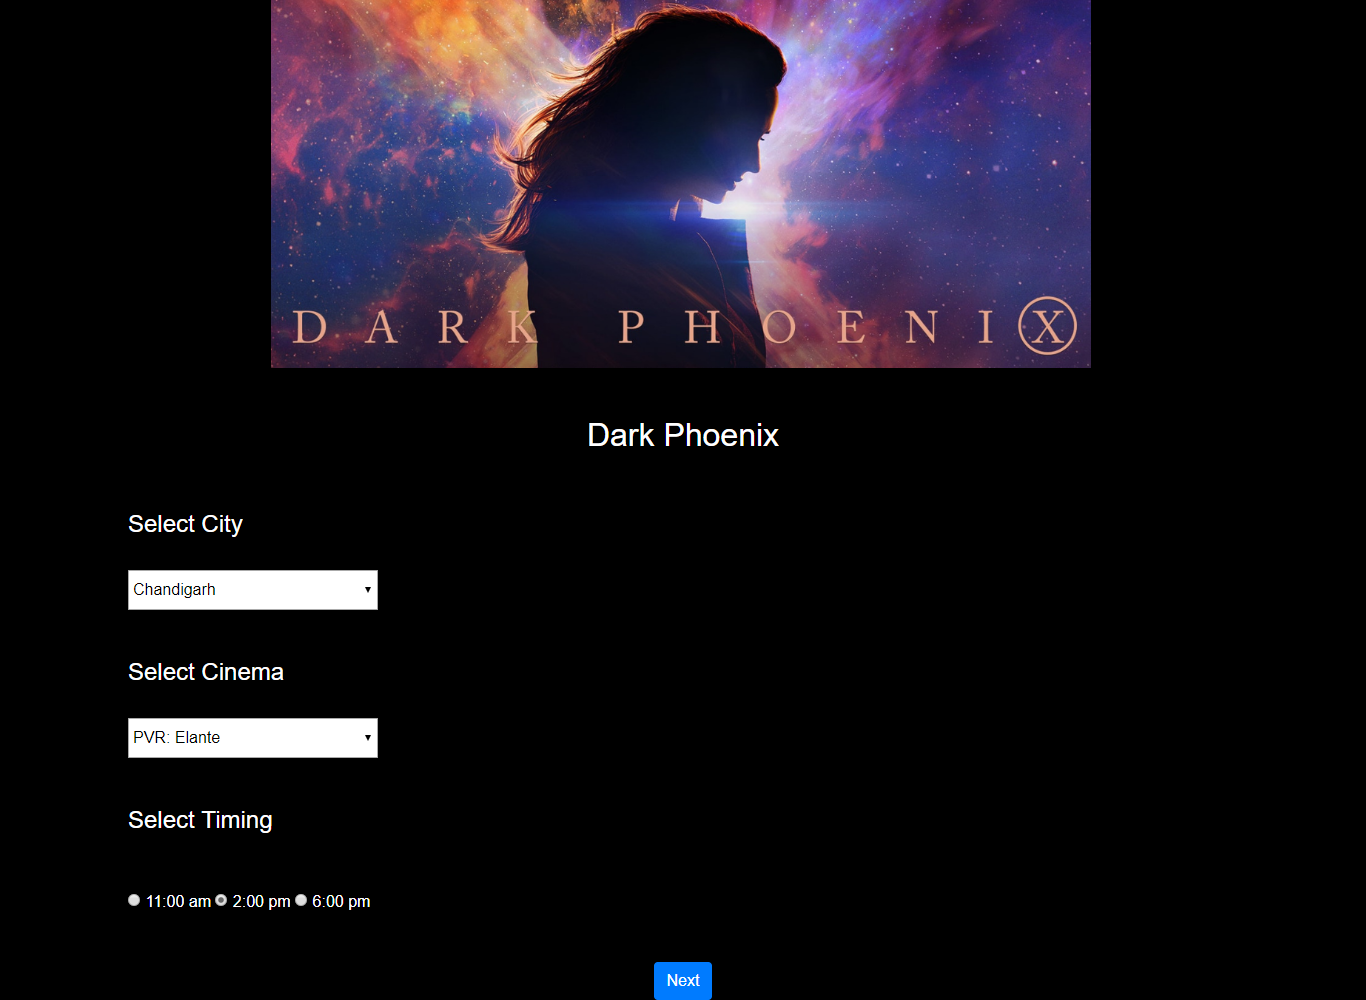 DARK PHOENIX
Dark Phoenix
Select City
Chandigarh
Select Cinema
PVR: Elante
Select Timing
11:00 am 2:00 pm 6:00 pm
Next